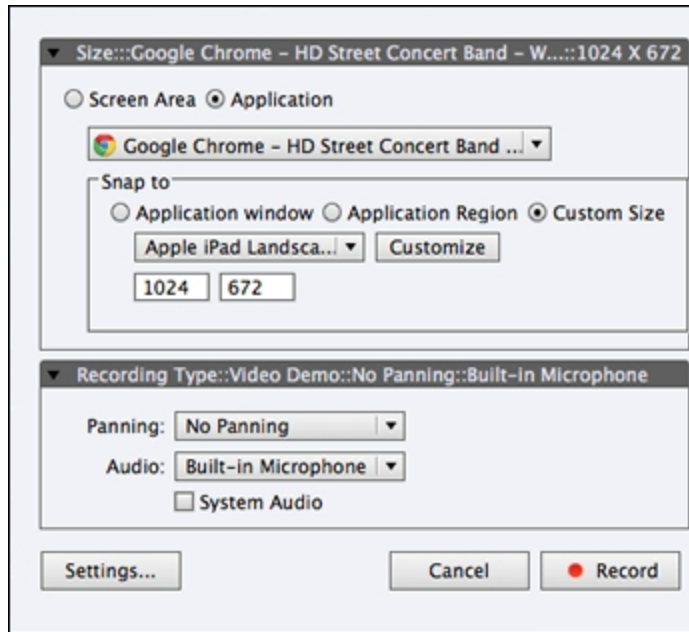 Size:::Google Chrome – HD Street Concert Band – W...::1024 X 672
Screen Area Application
Google Chrome – HD Street Concert Band ...
Snap to
Application window Application Region Custom Size
Apple iPad Landsca... Customize
1024 672
Recording Type::Video Demo::No Panning::Built-in Microphone
Panning: No Panning
Audio: Built-in Microphone
System Audio
Settings... Cancel Record